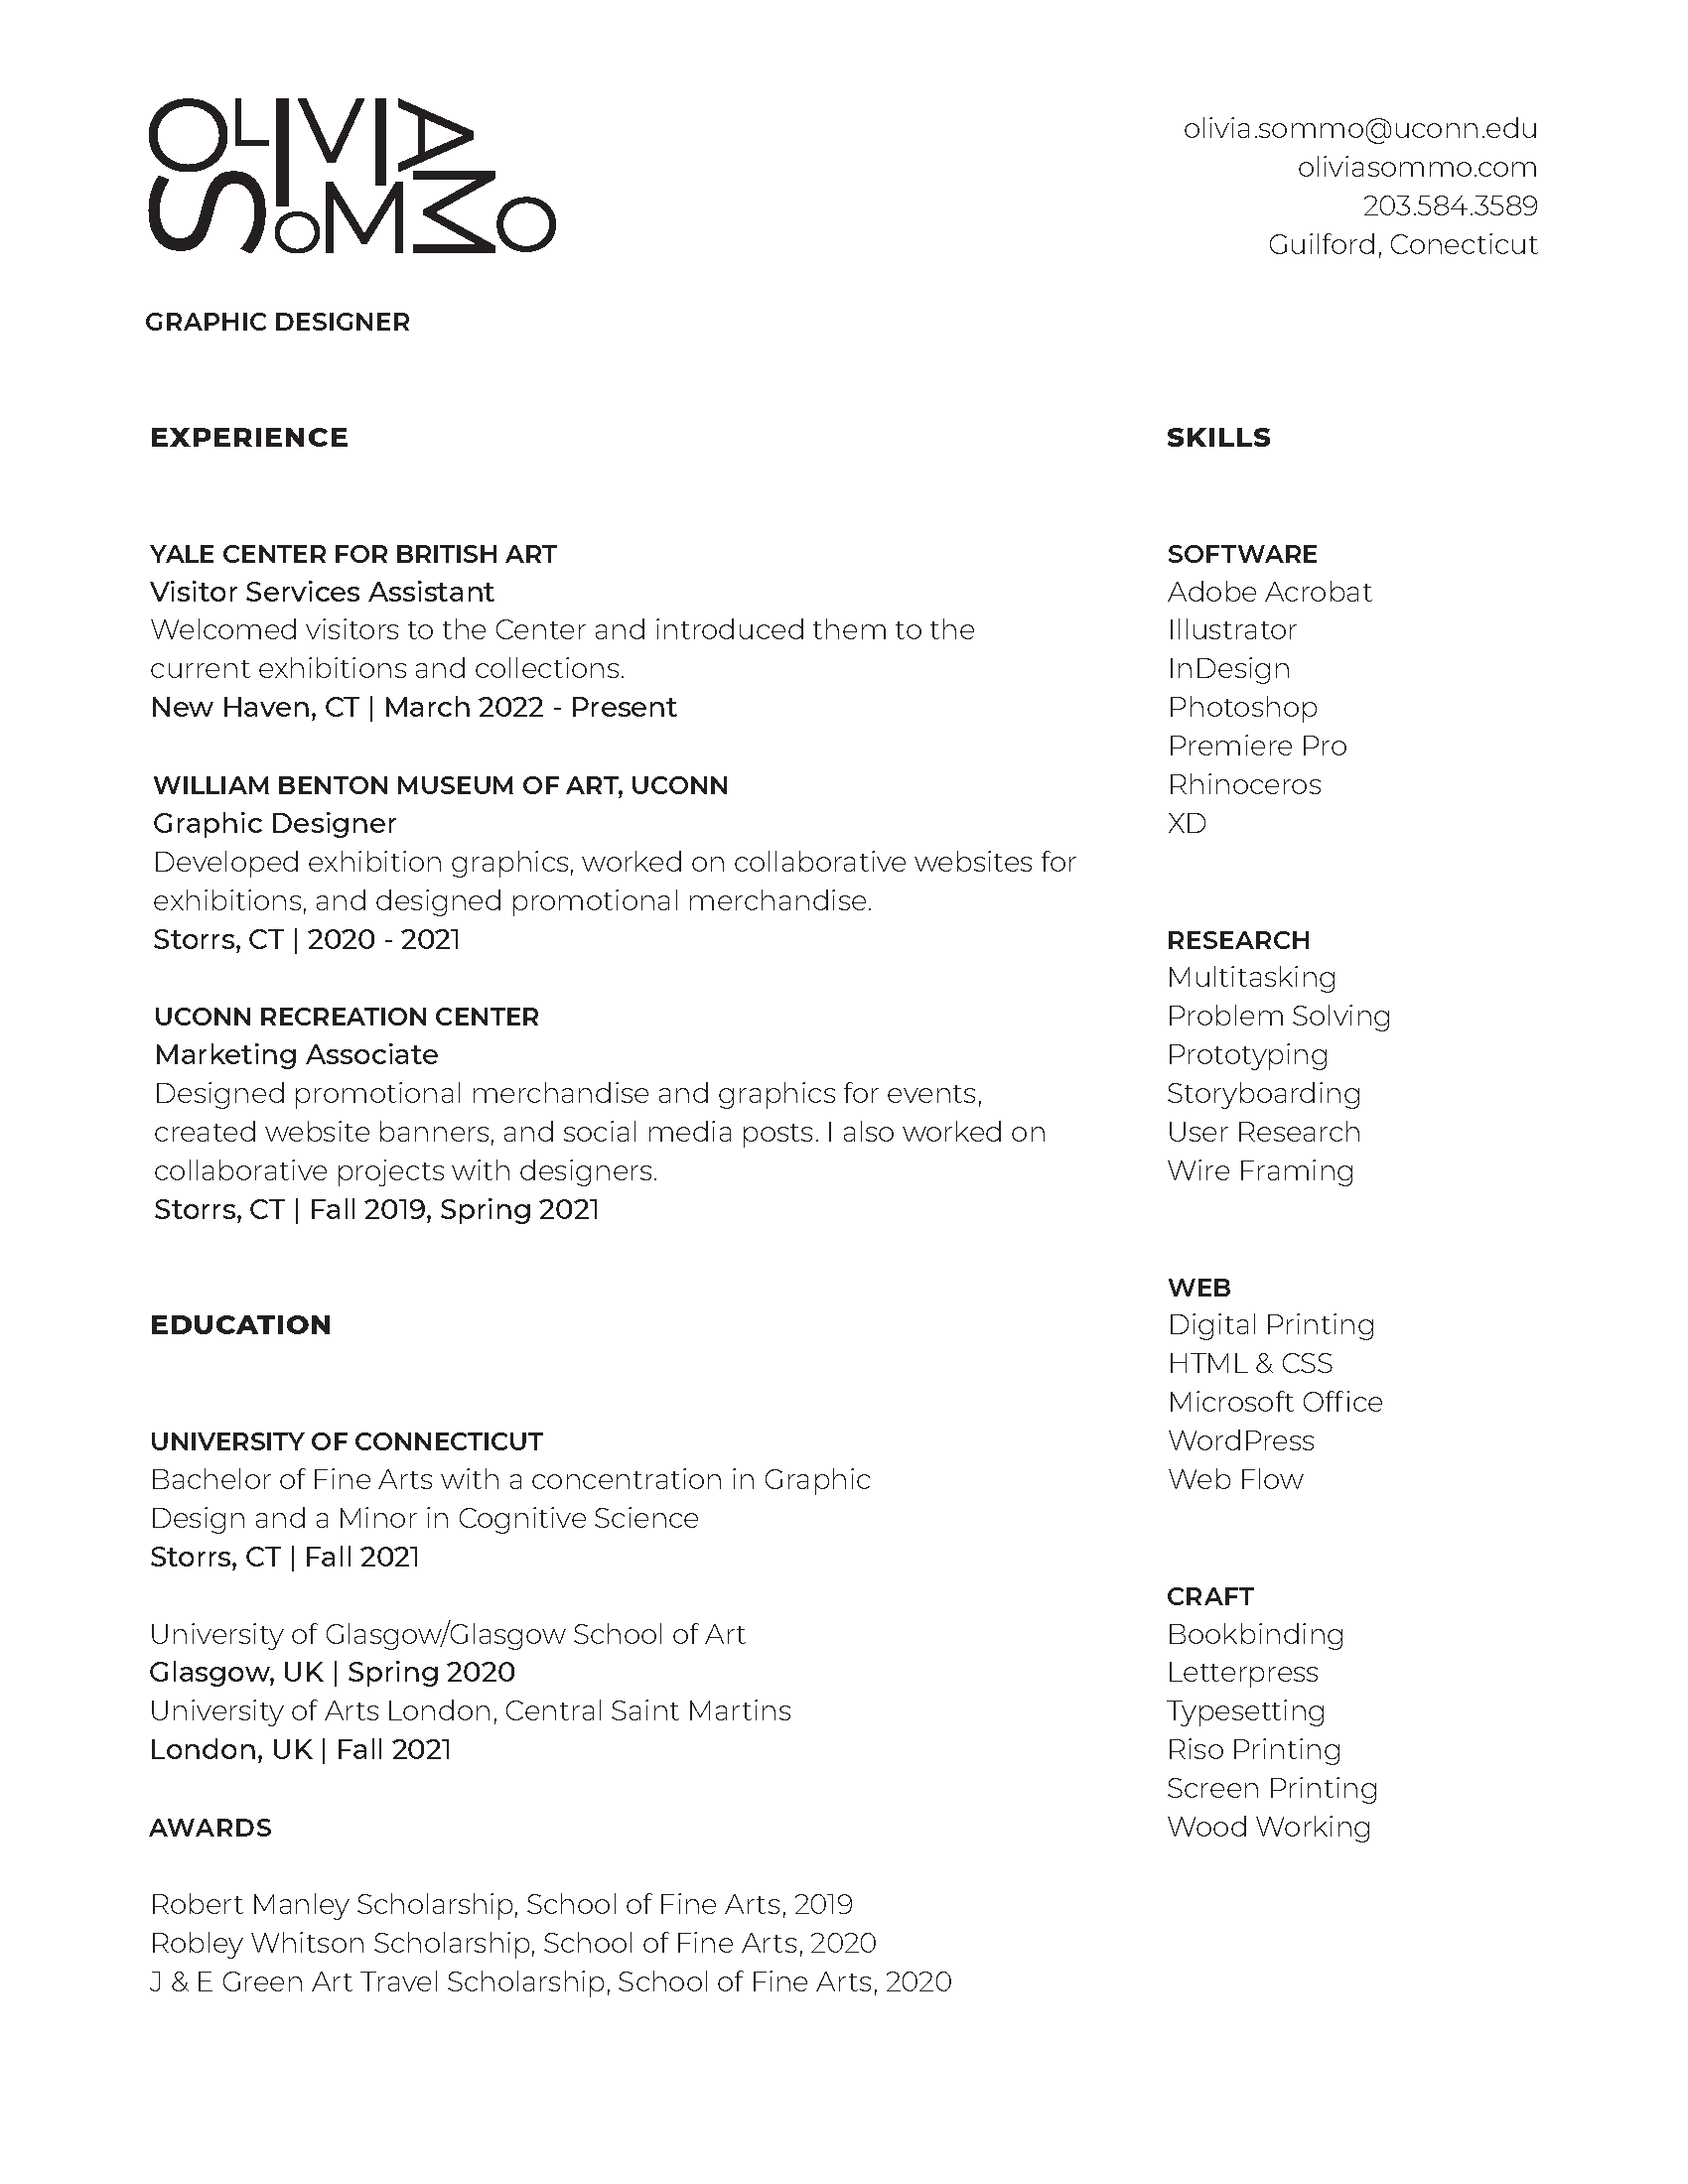 OLIVIA
SOMMO
olivia.sommo@uconn.edu
oliviasommo.com
203.584.3589
Guilford, Conecticut
GRAPHIC DESIGNER
EXPERIENCE
YALE CENTER FOR BRITISH ART
Visitor Services Assistant
Welcomed visitors to the Center and introduced them to the
current exhibitions and collections.
New Haven, CT | March 2022 - Present
WILLIAM BENTON MUSEUM OF ART, UCONN
Graphic Designer
Developed exhibition graphics, worked on collaborative websites for
exhibitions, and designed promotional merchandise.
Storrs, CT | 2020 - 2021
UCONN RECREATION CENTER
Marketing Associate
Designed promotional merchandise and graphics for events,
created website banners, and social media posts. I also worked on
collaborative projects with designers.
Storrs, CT | Fall 2019, Spring 2021
EDUCATION
UNIVERSITY OF CONNECTICUT
Bachelor of Fine Arts with a concentration in Graphic
Design and a Minor in Cognitive Science
Storrs, CT | Fall 2021
University of Glasgow/Glasgow School of Art
Glasgow, UK | Spring 2020
University of Arts London, Central Saint Martins
London, UK | Fall 2021
AWARDS
Robert Manley Scholarship, School of Fine Arts, 2019
Robley Whitson Scholarship, School of Fine Arts, 2020
J & E Green Art Travel Scholarship, School of Fine Arts, 2020
SKILLS
SOFTWARE
Adobe Acrobat
Illustrator
InDesign
Photoshop
Premiere Pro
Rhinoceros
XD
RESEARCH
Multitasking
Problem Solving
Prototyping
Storyboarding
User Research
Wire Framing
WEB
Digital Printing
HTML & CSS
Microsoft Office
WordPress
Web Flow
CRAFT
Bookbinding
Letterpress
Typesetting
Riso Printing
Screen Printing
Wood Working